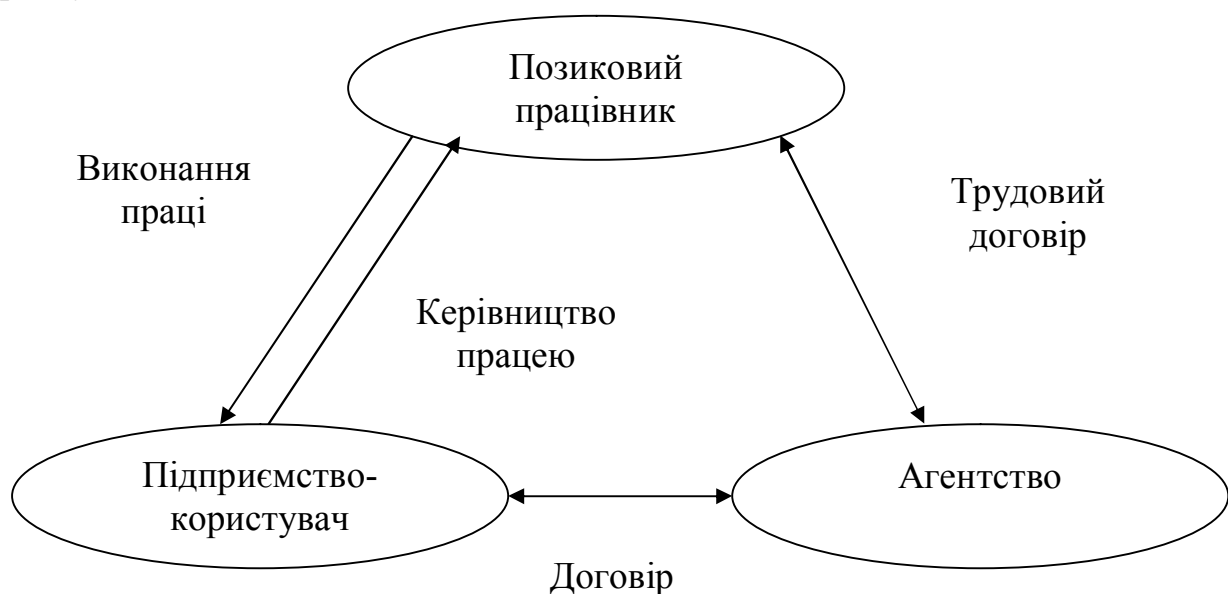 Позиковий
працівник
Виконання
праці
Трудовий
договір
Керівництво
працею
Підприємство-
користувач
Агентство
Договір